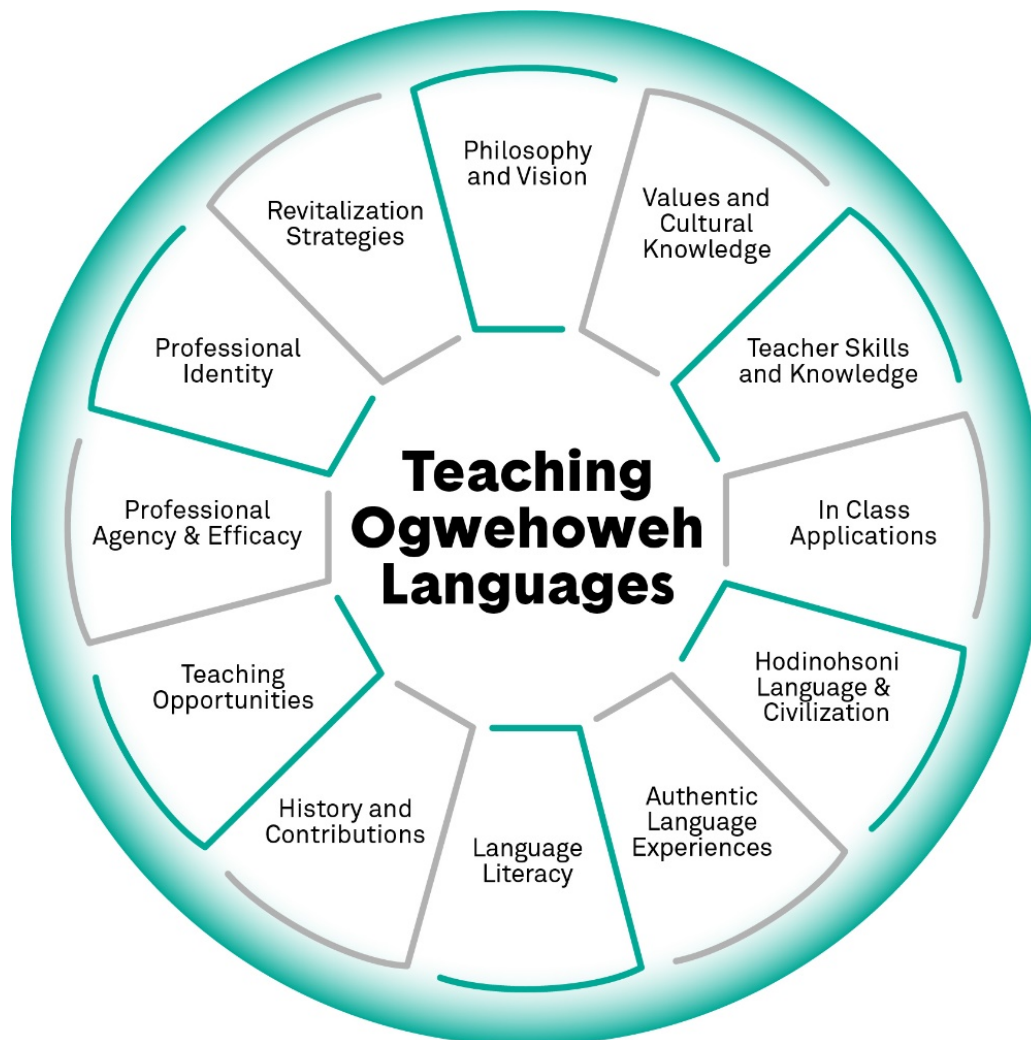 Philosophy
and Vision
Values and
Cultural
Knowledge
Teacher Skills
and Knowledge
In Class
Applications
Hodinohsoni
Language &
Civilization
Authentic
Language
Experiences
Language
Literacy
History and
Contributions
Teaching
Opportunities
Professional
Agency & Efficacy
Professional
Identity
Revitalization
Strategies
Teaching
Ogwehoweh
Languages